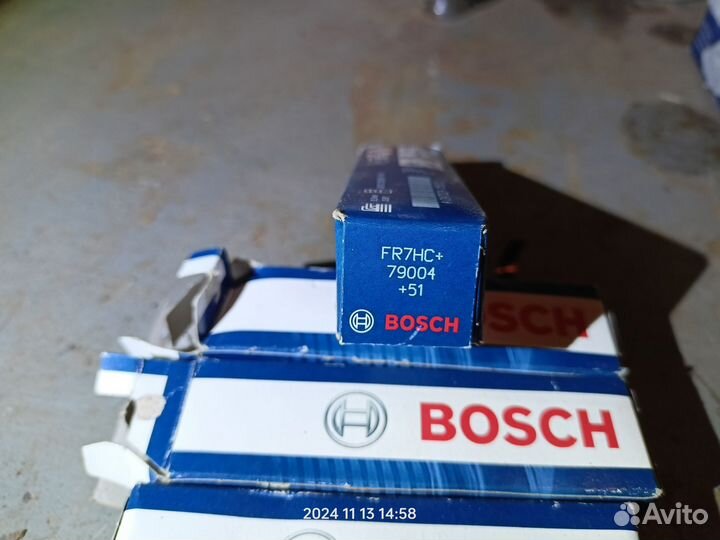 FR7HC+
79004
+51
BOSCH
BOSCH
BOSCH
2024 11 13 14:58
Avito